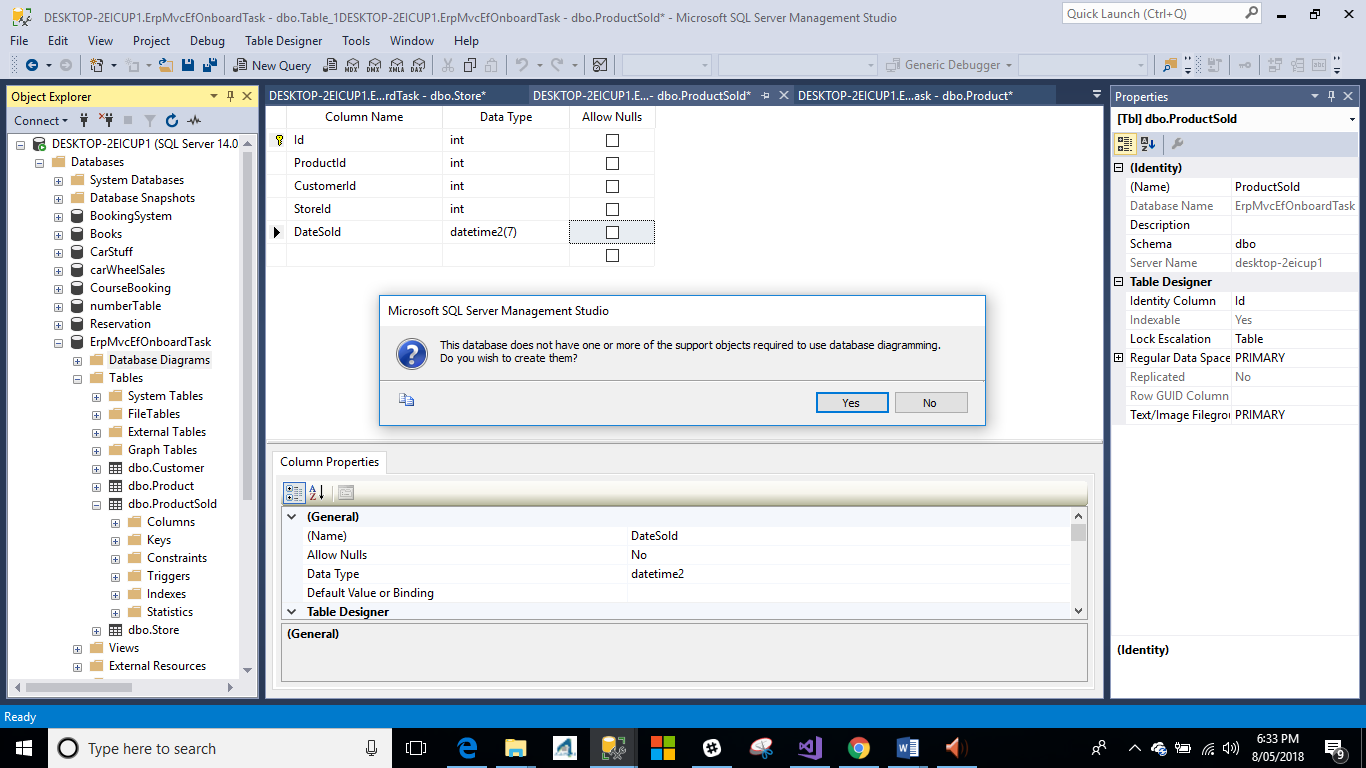 DESKTOP-2EICUP1.ErpMvcEfOnboardTask - dbo.Table_1DESKTOP-2EICUP1.ErpMvcEfOnboardTask - dbo.ProductSold* - Microsoft SQL Server Management Studio
Quick Launch (Ctrl+Q)
File Edit View Project Debug Table Designer Tools Window Help
New Query
MDX DMX XMLA DAX
Generic Debugger
Object Explorer
Connect
DESKTOP-2EICUP1 (SQL Server 14.0
Databases
System Databases
Database Snapshots
BookingSystem
Books
CarStuff
carWheelSales
CourseBooking
numberTable
Reservation
ErpMvcEfOnboardTask
Database Diagrams
Tables
System Tables
FileTables
External Tables
Graph Tables
dbo.Customer
dbo.Product
dbo.ProductSold
Columns
Keys
Constraints
Triggers
Indexes
Statistics
dbo.Store
Views
External Resources
DESKTOP-2EICUP1.E...rdTask - dbo.Store* DESKTOP-2EICUP1.E...- dbo.ProductSold* DESKTOP-2EICUP1.E...ask - dbo.Product*
Column Name Data Type Allow Nulls
Id int
ProductId int
CustomerId int
StoreId int
DateSold datetime2(7)
Microsoft SQL Server Management Studio
This database does not have one or more of the support objects required to use database diagramming.
Do you wish to create them?
Yes No
Column Properties
(General)
(Name) DateSold
Allow Nulls No
Data Type datetime2
Default Value or Binding
Table Designer
(General)
Properties
[Tbl] dbo.ProductSold
(Identity)
(Name) ProductSold
Database Name ErpMvcEfOnboardTask
Description
Schema dbo
Server Name desktop-2eicup1
Table Designer
Identity Column Id
Indexable Yes
Lock Escalation Table
Regular Data Space PRIMARY
Replicated No
Row GUID Column
Text/Image Filegrou PRIMARY
(Identity)
Ready
Type here to search
6:33 PM
8/05/2018
9